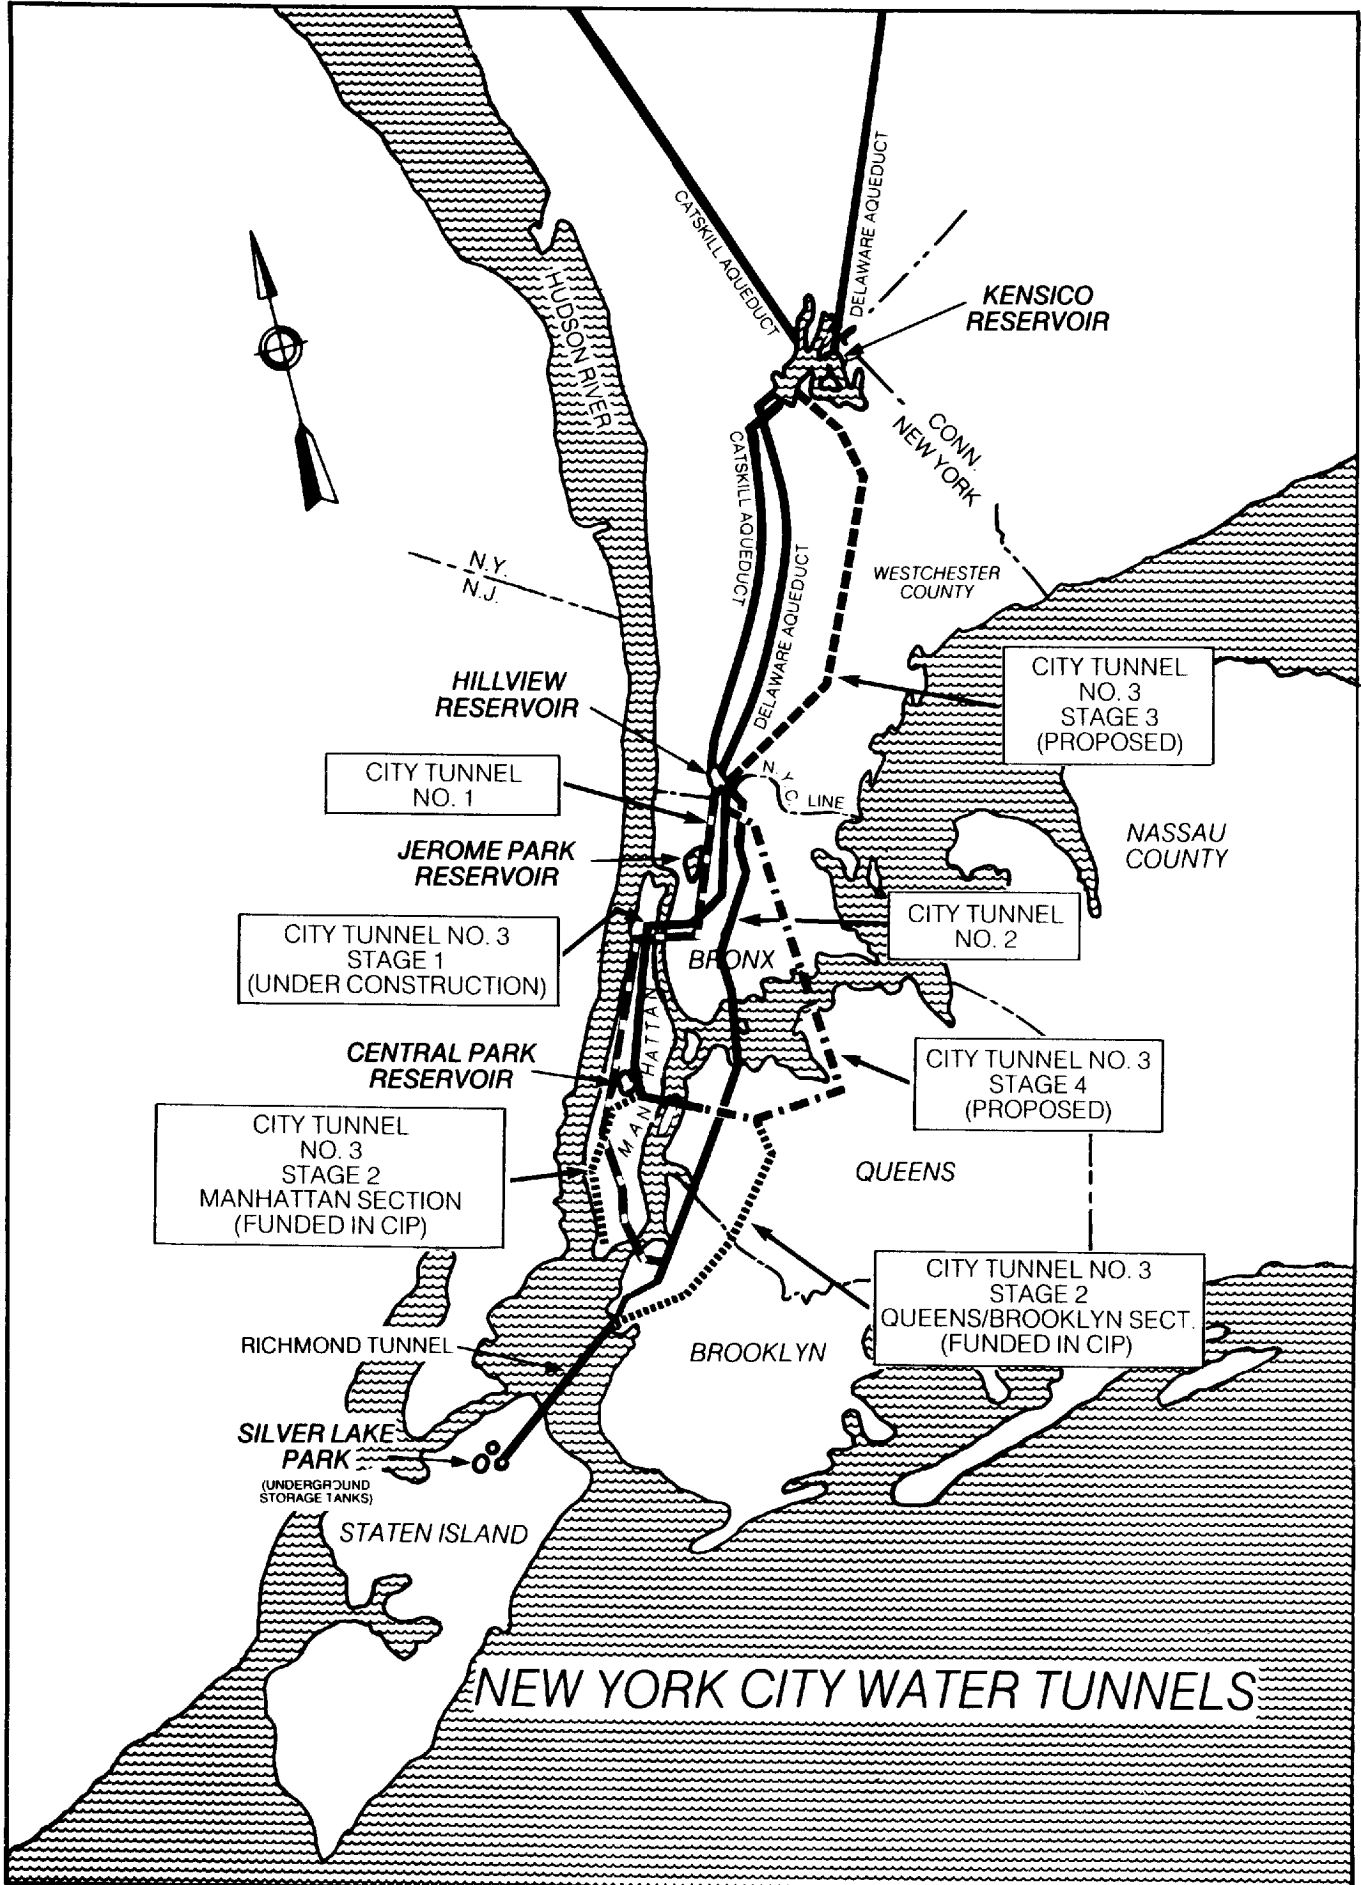 CATSKILL AQUEDUCT
DELAWARE AQUEDUCT
HUDSON RIVER
KENSICO
RESERVOIR
CONN.
NEW YORK
CATSKILL AQUEDUCT
DELAWARE AQUEDUCT
N.Y.
N.J.
WESTCHESTER
COUNTY
HILLVIEW
RESERVOIR
CITY TUNNEL
NO. 3
STAGE 3
(PROPOSED)
CITY TUNNEL
NO. 1
N.Y.C. LINE
NASSAU
COUNTY
JEROME PARK
RESERVOIR
CITY TUNNEL
NO. 2
CITY TUNNEL NO. 3
STAGE 1
(UNDER CONSTRUCTION)
BRONX
MANHATTAN
CENTRAL PARK
RESERVOIR
CITY TUNNEL NO. 3
STAGE 4
(PROPOSED)
CITY TUNNEL
NO. 3
STAGE 2
MANHATTAN SECTION
(FUNDED IN CIP)
QUEENS
CITY TUNNEL NO. 3
STAGE 2
QUEENS/BROOKLYN SECT.
(FUNDED IN CIP)
RICHMOND TUNNEL
BROOKLYN
SILVER LAKE
PARK
(UNDERGROUND
STORAGE TANKS)
STATEN ISLAND
NEW YORK CITY WATER TUNNELS